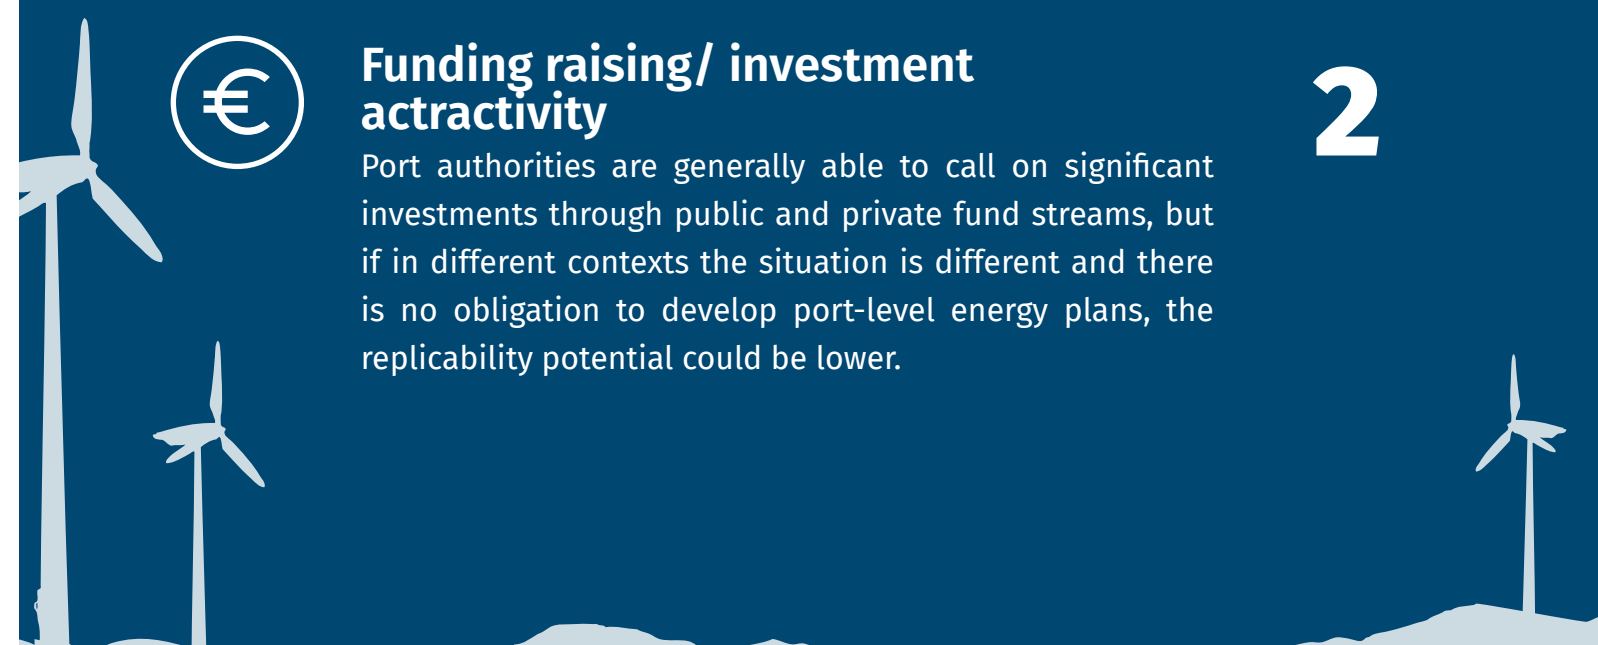 €
Funding raising/ investment
actractivity
2
Port authorities are generally able to call on significant
investments through public and private fund streams, but
if in different contexts the situation is different and there
is no obligation to develop port-level energy plans, the
replicability potential could be lower.